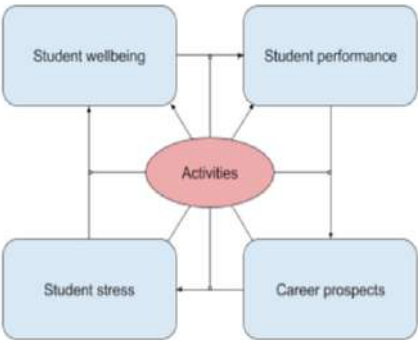 Student wellbeing
Student performance
Activities
Student stress
Career prospects